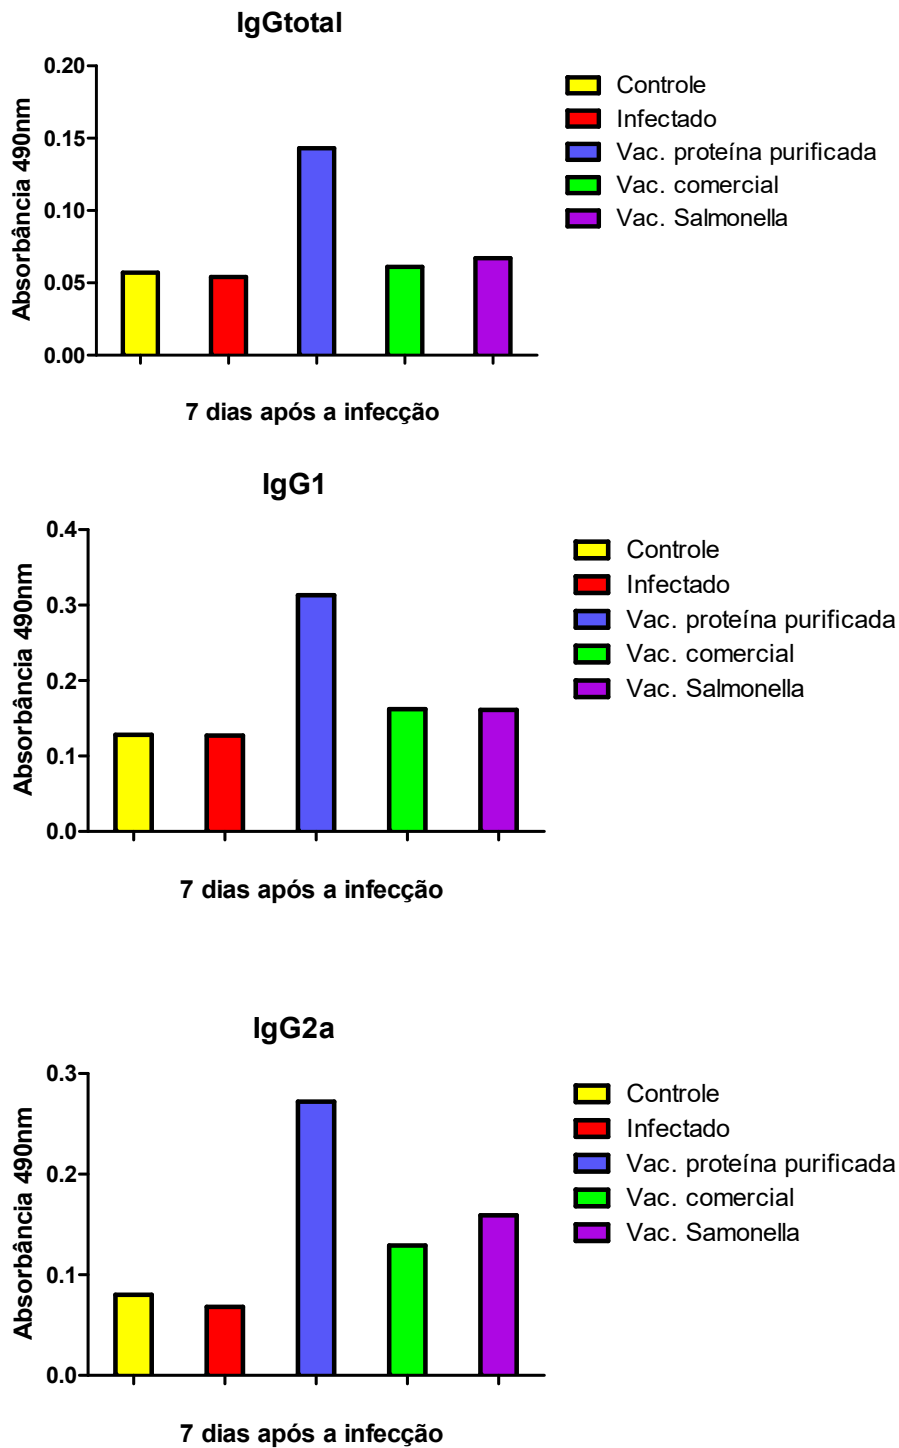 IgGtotal
0.20
0.15
0.10
0.05
0.00
Absorbância 490nm
7 dias após a infecção
Controle
Infectado
Vac. proteína purificada
Vac. comercial
Vac. Salmonella
IgG1
0.4
0.3
0.2
0.1
0.0
Absorbância 490nm
7 dias após a infecção
Controle
Infectado
Vac. proteína purificada
Vac. comercial
Vac. Salmonella
IgG2a
0.3
0.2
0.1
0.0
Absorbância 490nm
7 dias após a infecção
Controle
Infectado
Vac. proteína purificada
Vac. comercial
Vac. Samonella